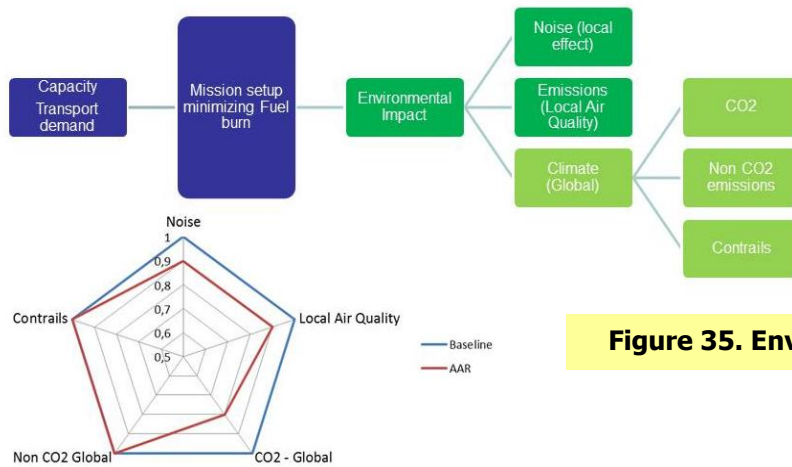 Capacity
Transport
demand
Mission setup
minimizing Fuel
burn
Environmental
Impact
Noise (local
effect)
Emissions
(Local Air
Quality)
Climate
(Global)
CO2
Non CO2
emissions
Contrails
Noise
1
0,9
0,8
0,7
0,6
0,5
Contrails
Local Air Quality
Non CO2 Global
CO2 - Global
Baseline
AAR
Figure 35. Env